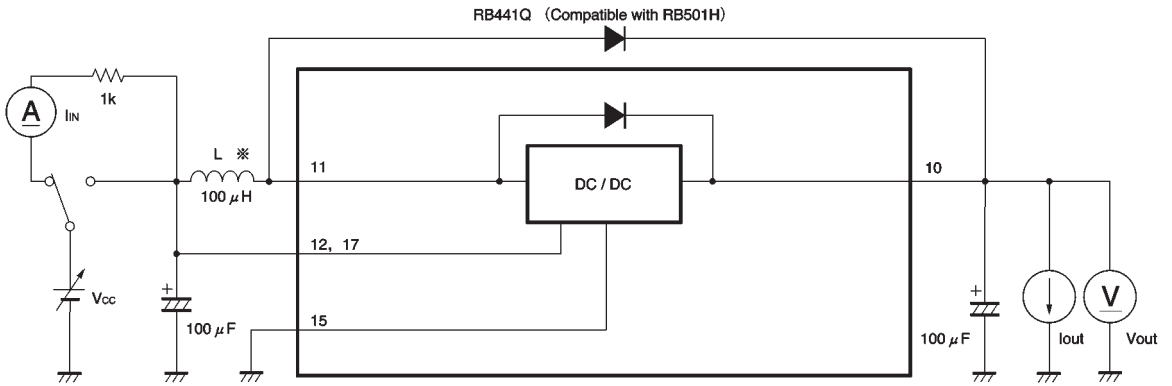 RB441Q （Compatible with RB501H）
1k
A
IIN
L ※
100 μH
11
DC / DC
10
12, 17
+
VCC
100 μF
15
+
100 μF
Iout
V
Vout